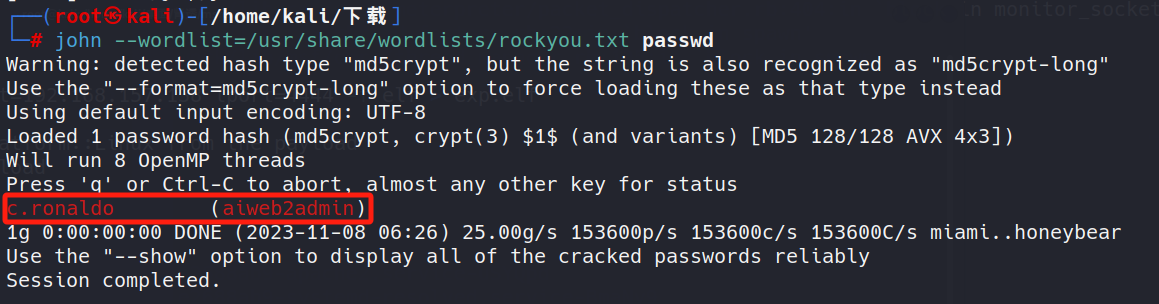 n monitor_socket
┌──(root㉿kali)-[/home/kali/下载]
└─# john --wordlist=/usr/share/wordlists/rockyou.txt passwd
Warning: detected hash type "md5crypt", but the string is also recognized as "md5crypt-long"
Use the "--format=md5crypt-long" option to force loading these as that type instead
Using default input encoding: UTF-8
Loaded 1 password hash (md5crypt, crypt(3) $1$ (and variants) [MD5 128/128 AVX 4x3])
Will run 8 OpenMP threads
Press 'q' or Ctrl-C to abort, almost any other key for status
c.ronaldo        (aiweb2admin)
1g 0:00:00:00 DONE (2023-11-08 06:26) 25.00g/s 153600p/s 153600c/s 153600C/s miami..honeybear
Use the "--show" option to display all of the cracked passwords reliably
Session completed.